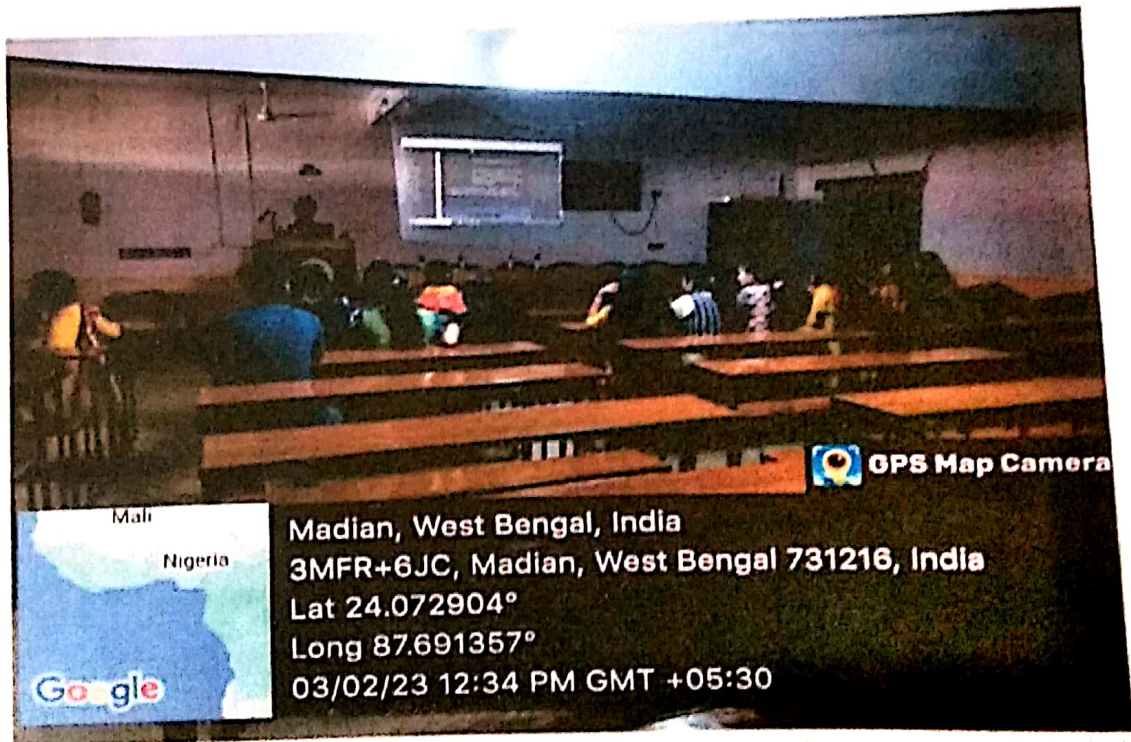 GPS Map Camera
Mali
Nigeria
Google
Madian, West Bengal, India
3MFR+6JC, Madian, West Bengal 731216, India
Lat 24.072904°
Long 87.691357°
03/02/23 12:34 PM GMT +05:30